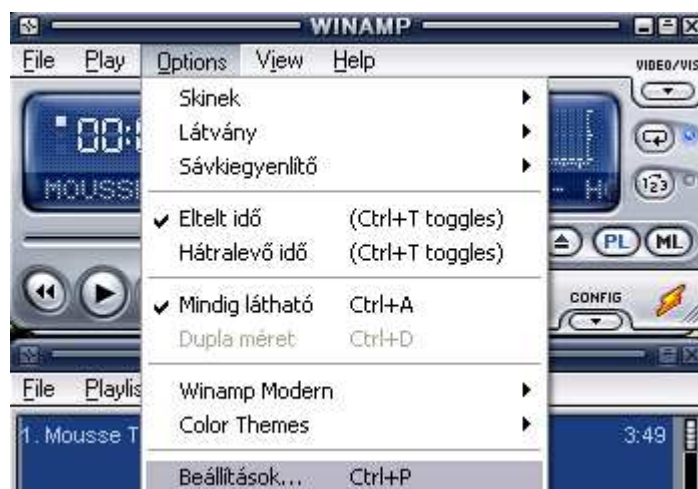 WINAMP
File Play Options View Help
VIDEO/VIS
Skinek
Látvány
Sávkiegyenlítő
MOUSSE
Eltelt idő (Ctrl+T toggles)
Hátralevő idő (Ctrl+T toggles)
PL ML
Mindig látható Ctrl+A
CONFIG
Dupla méret Ctrl+D
File
Winamp Modern
Color Themes
1. Mousse T 3:49
Beállítások... Ctrl+P